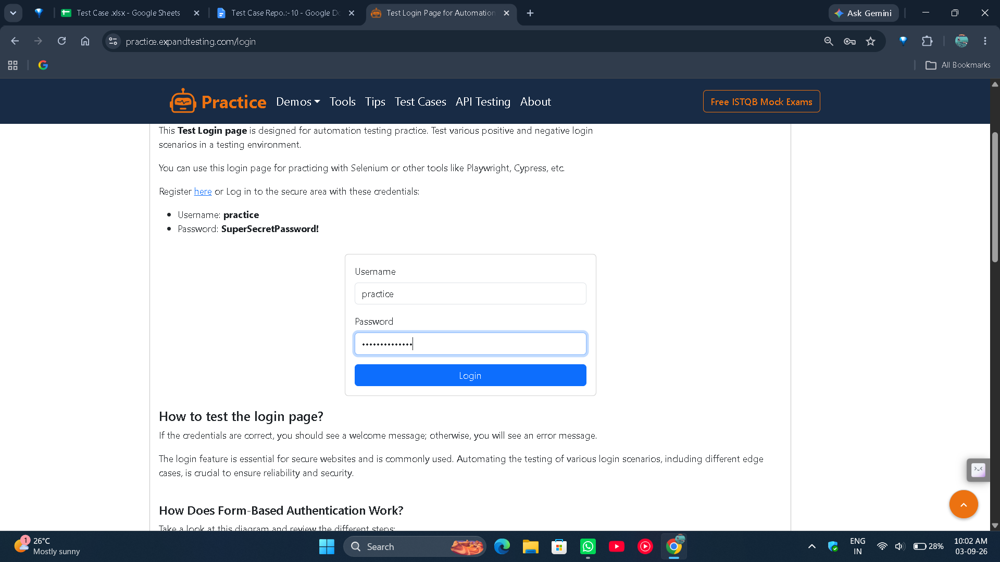 Test Case .xlsx - Google Sheets
Test Case Repo.:-10 - Google Do
Test Login Page for Automation
Ask Gemini
practice.expandtesting.com/login
All Bookmarks
Practice
Demos
Tools
Tips
Test Cases
API Testing
About
Free ISTQB Mock Exams
This Test Login page is designed for automation testing practice. Test various positive and negative login
scenarios in a testing environment.
You can use this login page for practicing with Selenium or other tools like Playwright, Cypress, etc.
Register here or Log in to the secure area with these credentials:
Username: practice
Password: SuperSecretPassword!
Username
practice
Password
••••••••••••••
Login
How to test the login page?
If the credentials are correct, you should see a welcome message; otherwise, you will see an error message.
The login feature is essential for secure websites and is commonly used. Automating the testing of various login scenarios, including different edge
cases, is crucial to ensure reliability and security.
How Does Form-Based Authentication Work?
Take a look at this diagram and review the different steps:
1
26°C
Mostly sunny
Search
ENG
IN
28%
10:02 AM
03-09-26